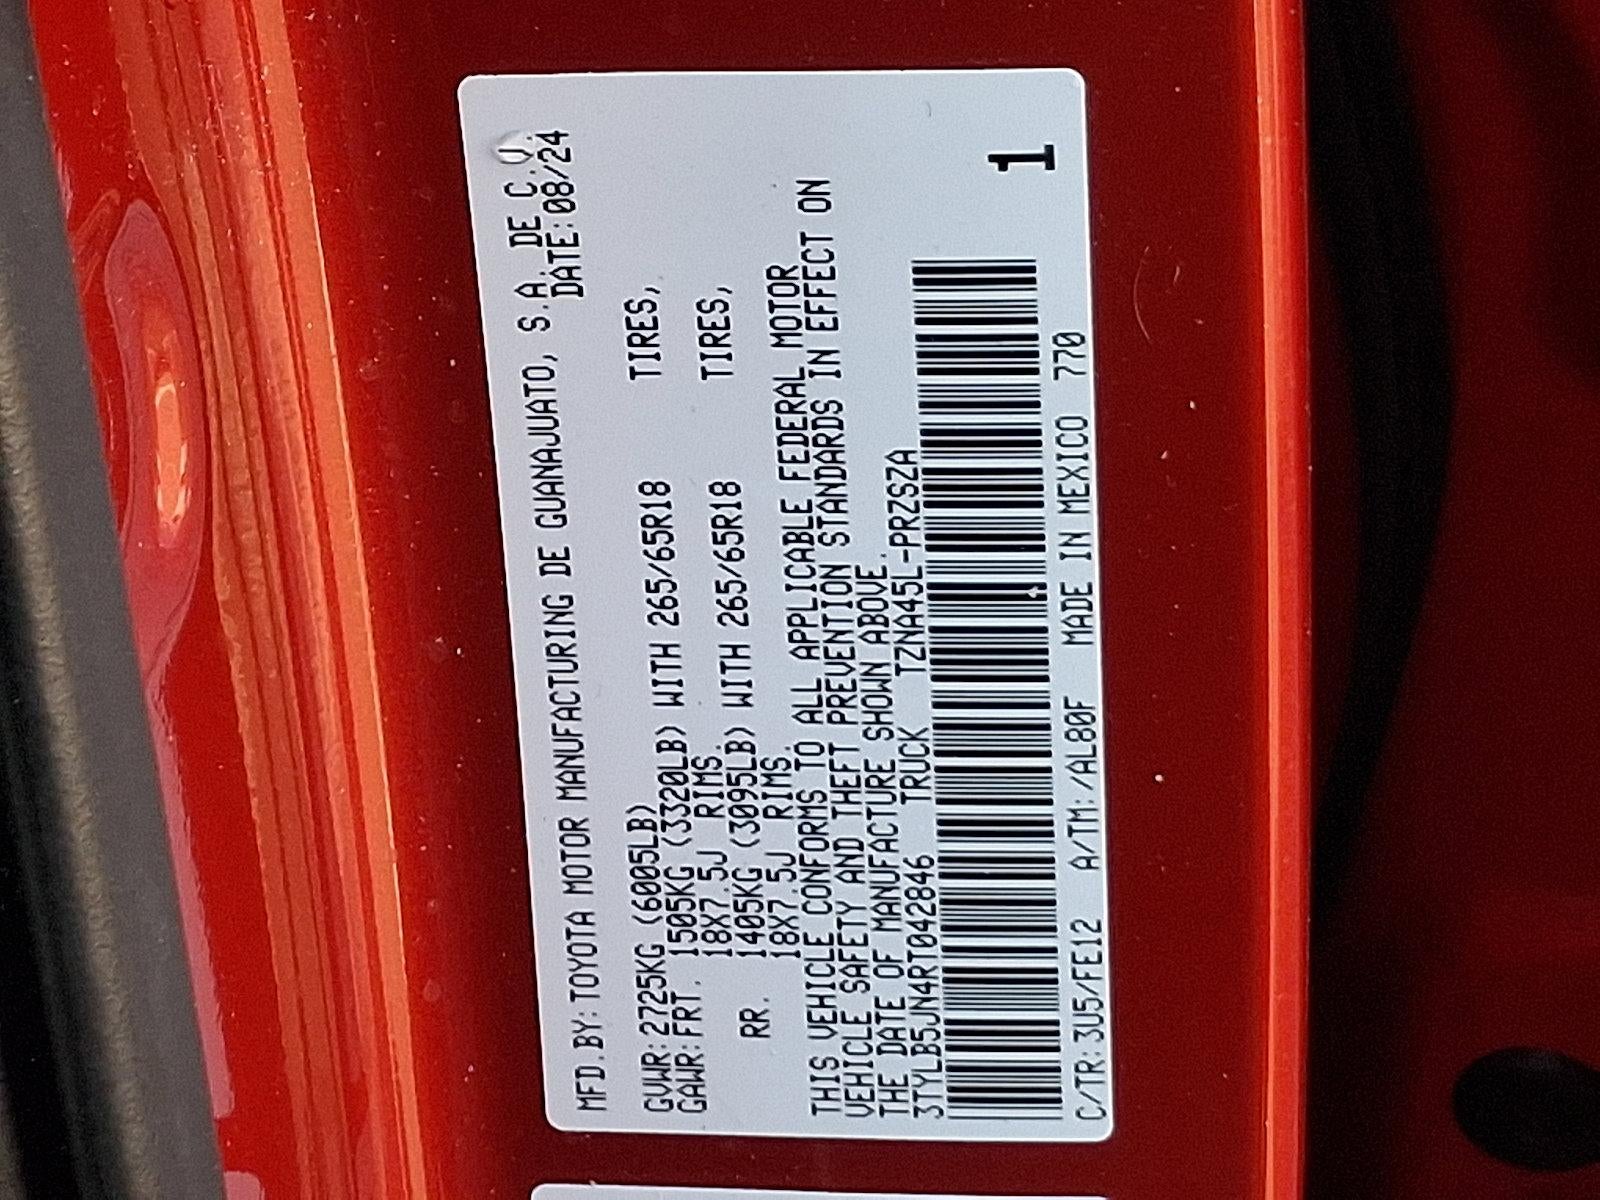 MFD.BY:TOYOTA MOTOR MANUFACTURING DE GUANAJUATO, S.A. DE C.V.
DATE:08/24
GVWR:2725KG (6005LB)
GAWR:FRT. 1505KG (3320LB) WITH 265/65R18 TIRES,
18X7.5J RIMS.
RR. 1405KG (3095LB) WITH 265/65R18 TIRES,
18X7.5J RIMS.
THIS VEHICLE CONFORMS TO ALL APPLICABLE FEDERAL MOTOR
VEHICLE SAFETY AND THEFT PREVENTION STANDARDS IN EFFECT ON
THE DATE OF MANUFACTURE SHOWN ABOVE.
3TYLB5JN4RT042846 TRUCK TZNA45L-PRZSZA
1
C/TR:3U5/FE12 A/TM:/AL80F MADE IN MEXICO 770